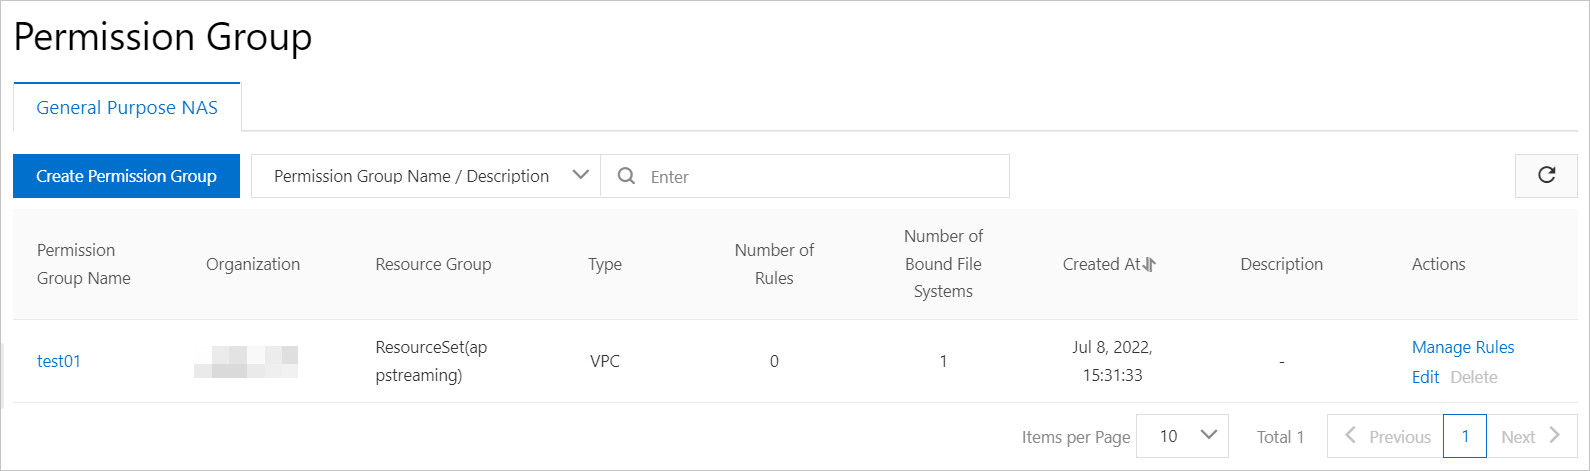 Permission Group
General Purpose NAS
Create Permission Group
Permission Group Name / Description
Enter
Permission
Group Name
Organization
Resource Group
Type
Number of
Rules
Number of
Bound File
Systems
Created At
Description
Actions
test01
ResourceSet(ap
pstreaming)
VPC
0
1
Jul 8, 2022,
15:31:33
-
Manage Rules
Edit Delete
Items per Page 10 Total 1 Previous 1 Next